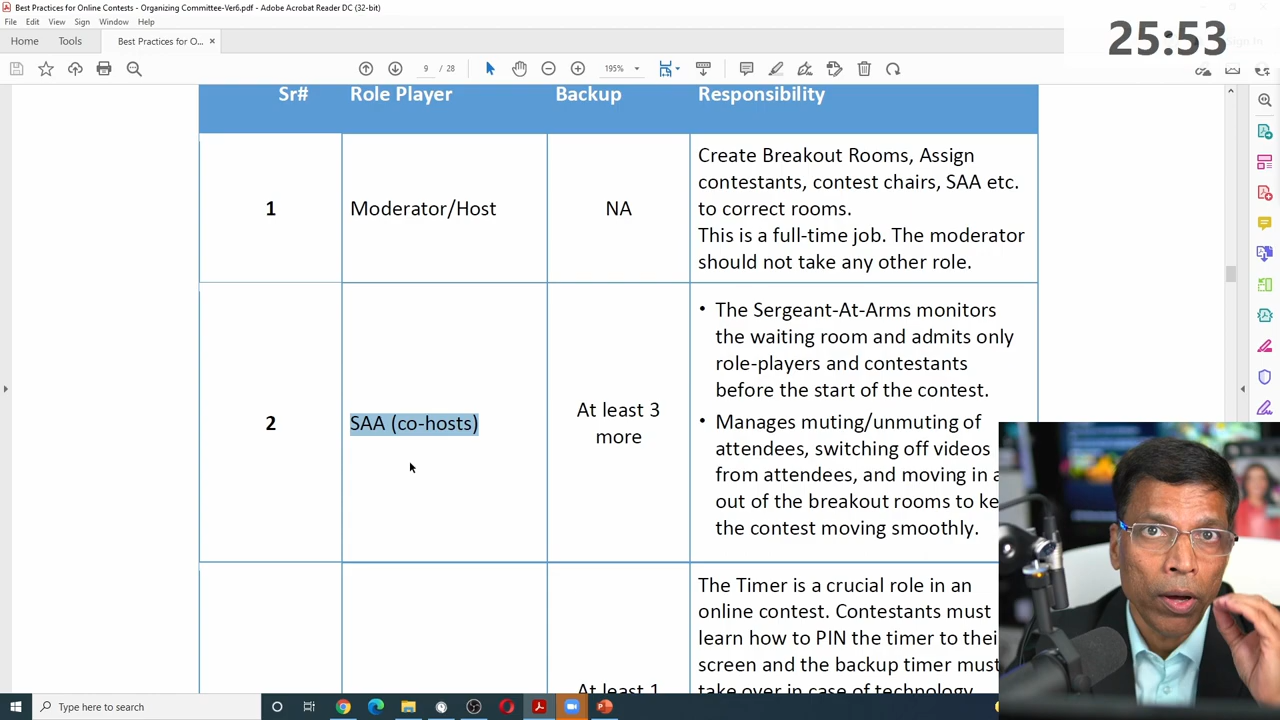 Best Practices for Online Contests - Organizing Committee-Ver6.pdf - Adobe Acrobat Reader DC (32-bit)
File Edit View Sign Window Help
25:53
Home Tools Best Practices for O... ×
9 / 28 195%
Sr# Role Player Backup Responsibility
1 Moderator/Host NA
Create Breakout Rooms, Assign
contestants, contest chairs, SAA etc.
to correct rooms.
This is a full-time job. The moderator
should not take any other role.
2 SAA (co-hosts)
At least 3
more
• The Sergeant-At-Arms monitors
the waiting room and admits only
role-players and contestants
before the start of the contest.
• Manages muting/unmuting of
attendees, switching off videos
from attendees, and moving in
out of the breakout rooms to
the contest moving smoothly.
At least 1
The Timer is a crucial role in an
online contest. Contestants must
learn how to PIN the timer to
screen and the backup timer must
take over in case of technology
Type here to search